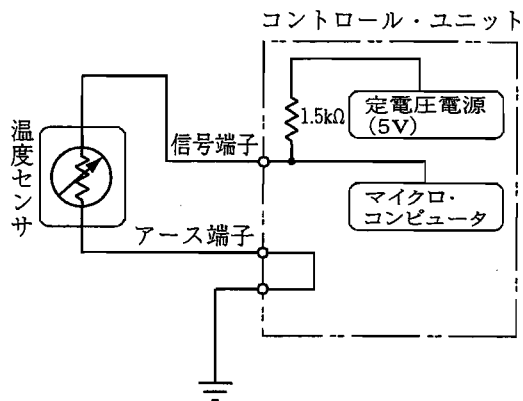 コントロール・ユニット
定電圧電源
(5V)
1.5kΩ
温度センサ
信号端子
マイクロ・
コンピュータ
アース端子